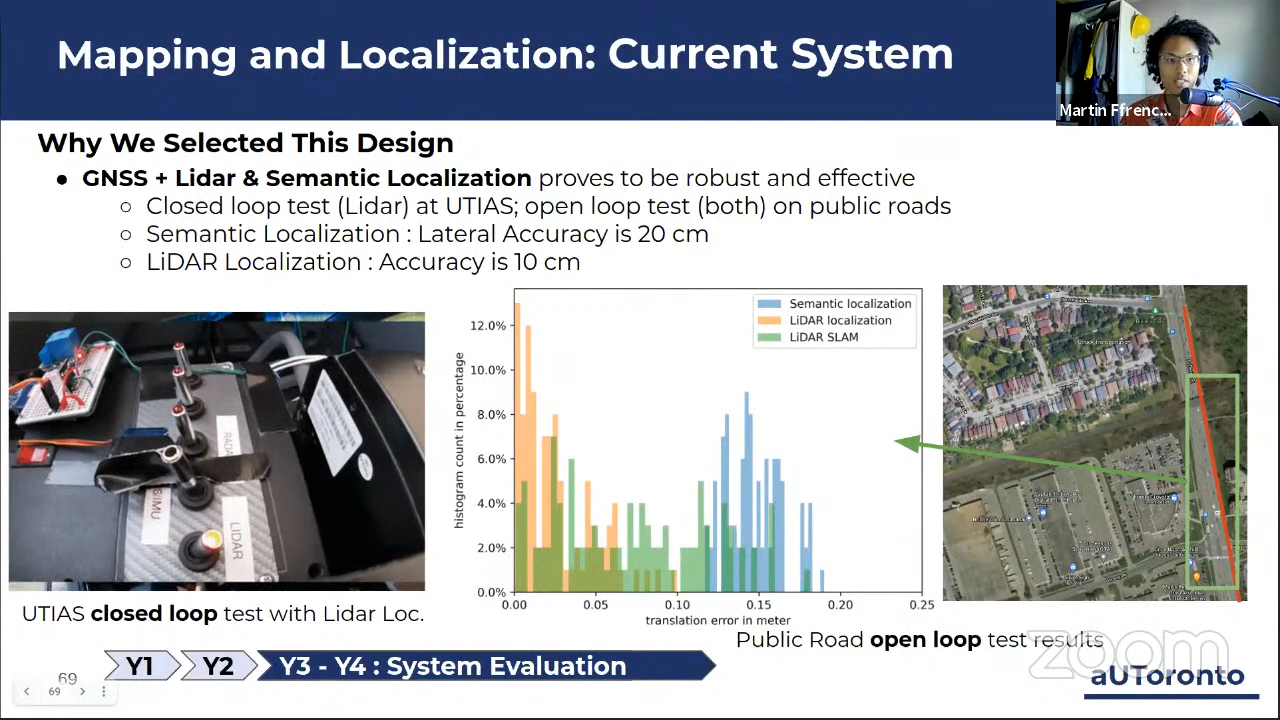 Mapping and Localization: Current System
Martin Ffrenc...
Why We Selected This Design
● GNSS + Lidar & Semantic Localization proves to be robust and effective
○ Closed loop test (Lidar) at UTIAS; open loop test (both) on public roads
○ Semantic Localization : Lateral Accuracy is 20 cm
○ LiDAR Localization : Accuracy is 10 cm
RADA
S/IMU
LIDAR
UTIAS closed loop test with Lidar Loc.
histogram count in percentage
12.0%
10.0%
8.0%
6.0%
4.0%
2.0%
0.0%
Semantic localization
LiDAR localization
LiDAR SLAM
0.00 0.05 0.10 0.15 0.20 0.25
translation error in meter
Public Road open loop test results
Y1 Y2 Y3 - Y4 : System Evaluation
69
69
zoom
aUToronto